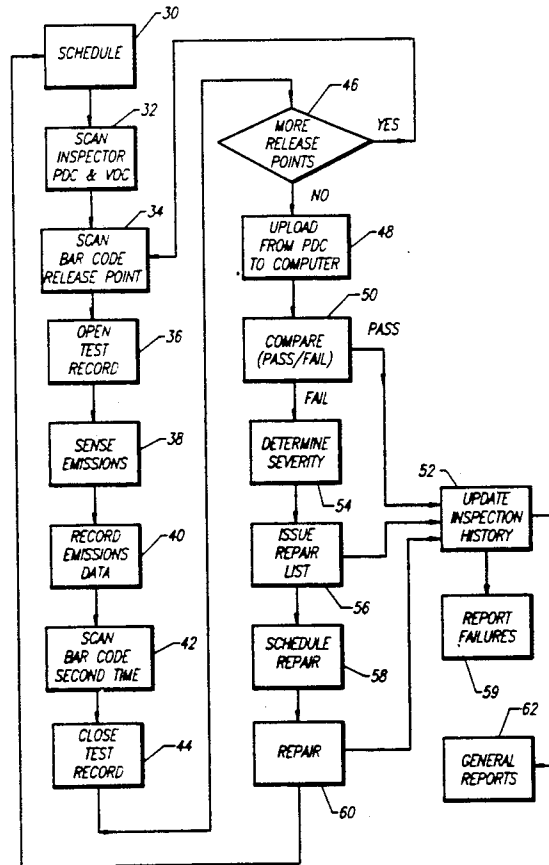 30
SCHEDULE
32
SCAN
INSPECTOR
PDC & VOC
34
SCAN
BAR CODE
RELEASE POINT
OPEN
TEST
RECORD
36
SENSE
EMISSIONS
38
RECORD
EMISSIONS
DATA
40
SCAN
BAR CODE
SECOND TIME
42
CLOSE
TEST
RECORD
44
46
MORE
RELEASE
POINTS
YES
NO
UPLOAD
FROM PDC
TO COMPUTER
48
50
COMPARE
(PASS/FAIL)
PASS
FAIL
DETERMINE
SEVERITY
54
ISSUE
REPAIR
LIST
56
SCHEDULE
REPAIR
58
REPAIR
60
52
UPDATE
INSPECTION
HISTORY
REPORT
FAILURES
59
62
GENERAL
REPORTS